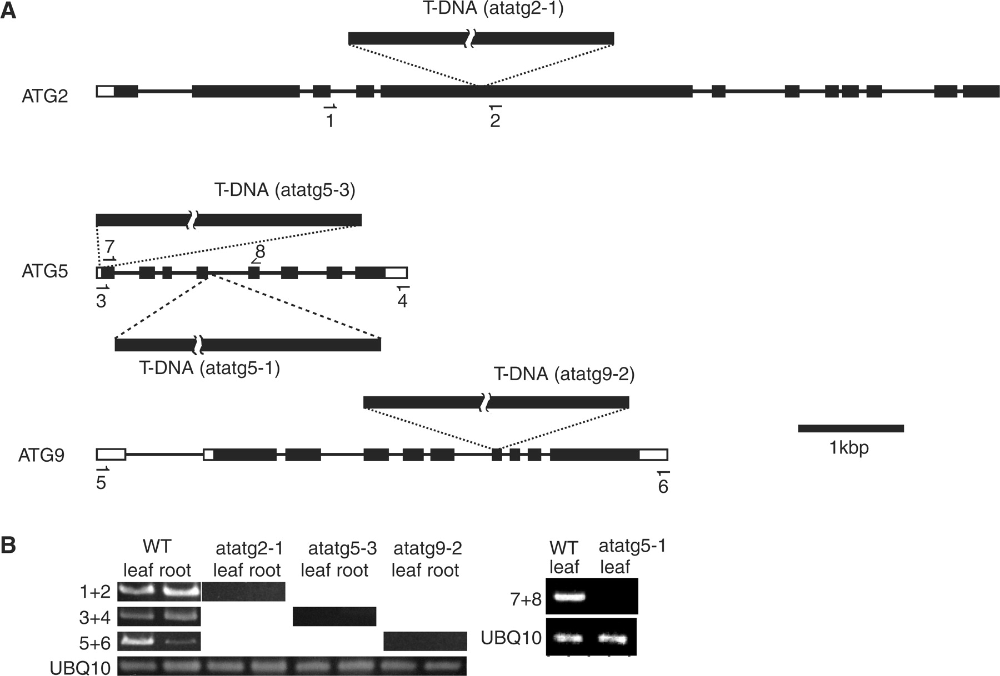 A
T-DNA (atatg2-1)
ATG2
1
2
T-DNA (atatg5-3)
7
8
ATG5
3
4
T-DNA (atatg5-1)
T-DNA (atatg9-2)
ATG9
5
6
1kbp
B
WT atatg2-1 atatg5-3 atatg9-2
leaf root leaf root leaf root leaf root
1+2
3+4
5+6
UBQ10
WT atatg5-1
leaf leaf
7+8
UBQ10